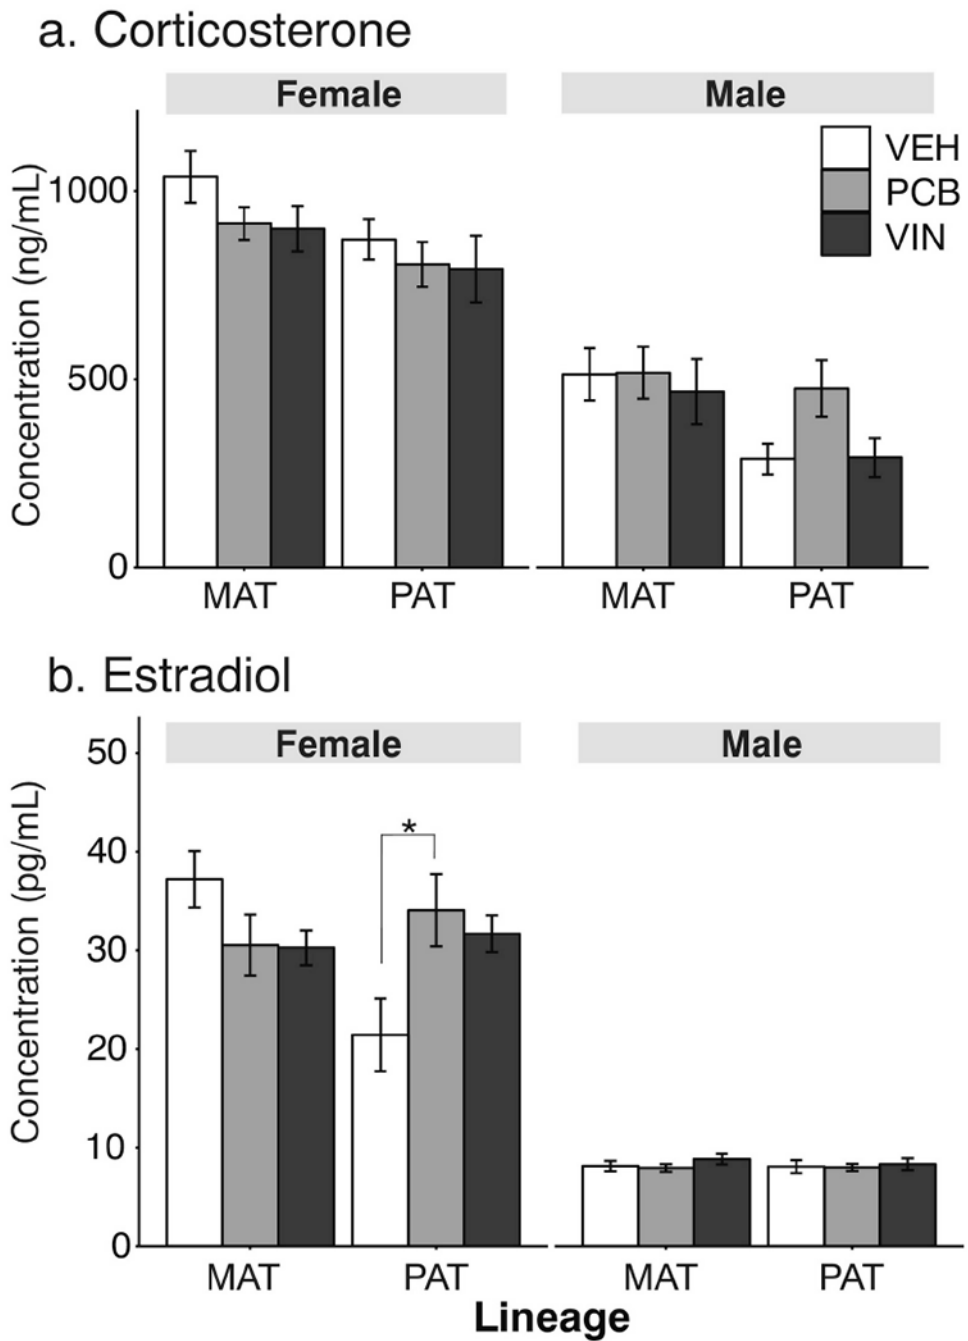 a. Corticosterone
Female Male
VEH
PCB
VIN
Concentration (ng/mL)
1000
500
0
MAT PAT MAT PAT
b. Estradiol
Female Male
Concentration (pg/mL)
50
40
*
30
20
10
0
MAT PAT MAT PAT
Lineage